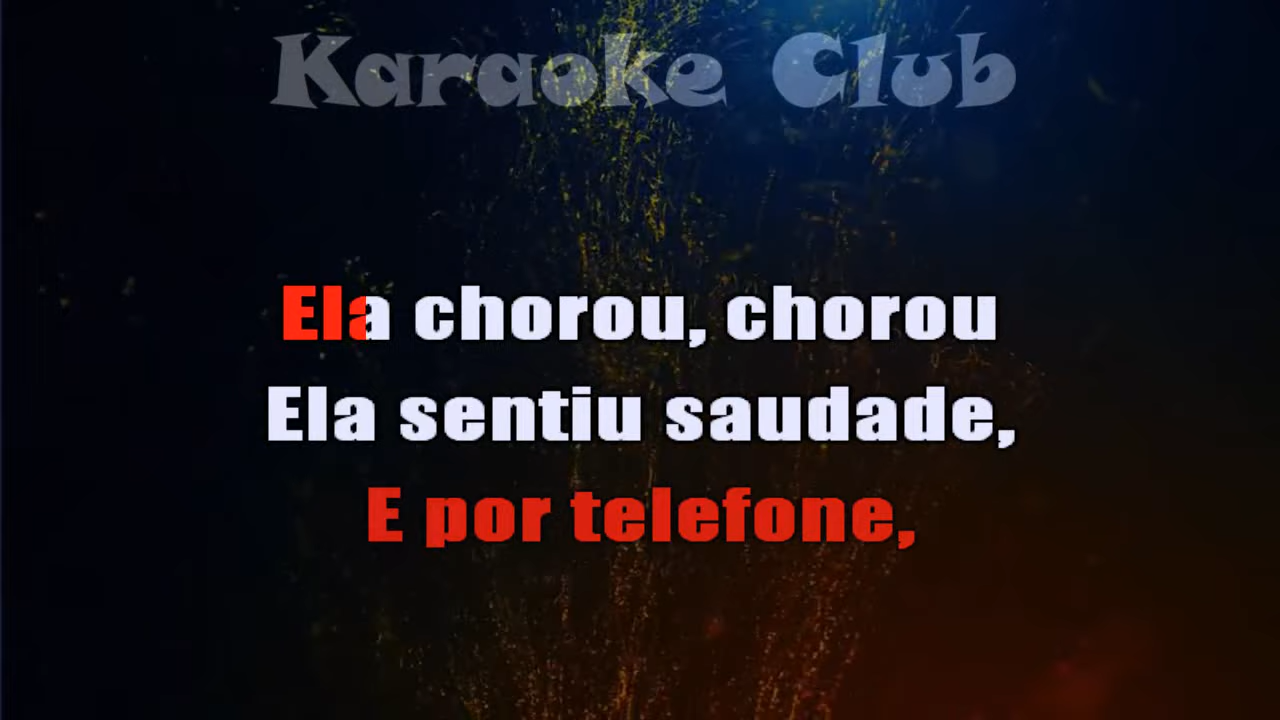 Karaoke Club
Ela chorou, chorou
Ela sentiu saudade,
E por telefone,